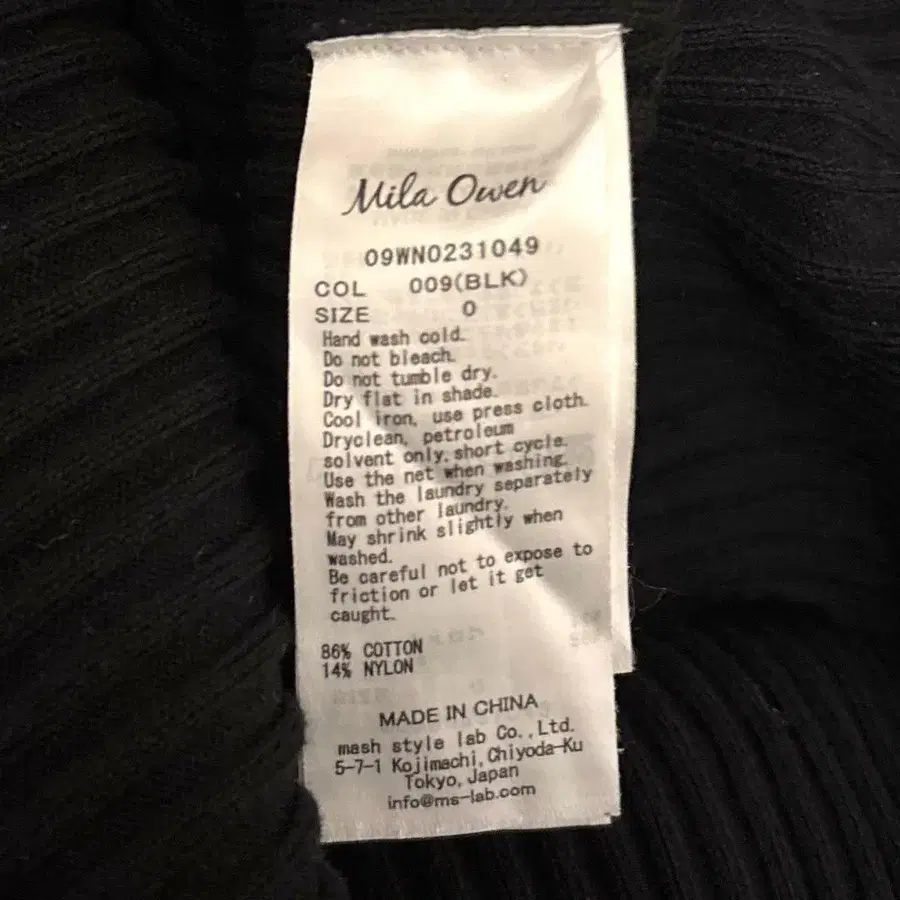 Mila Owen
09WN0231049
COL 009(BLK)
SIZE 0
Hand wash cold.
Do not bleach.
Do not tumble dry.
Dry flat in shade.
Cool iron, use press cloth.
Dryclean, petroleum
solvent only. short cycle.
Use the net when washing.
Wash the laundry separately
from other laundry.
May shrink slightly when
washed.
Be careful not to expose to
friction or let it get
caught.
86% COTTON
14% NYLON
MADE IN CHINA
mash style lab Co., Ltd.
5-7-1 Kojimachi, Chiyoda-Ku
Tokyo, Japan
info@ms-lab.com